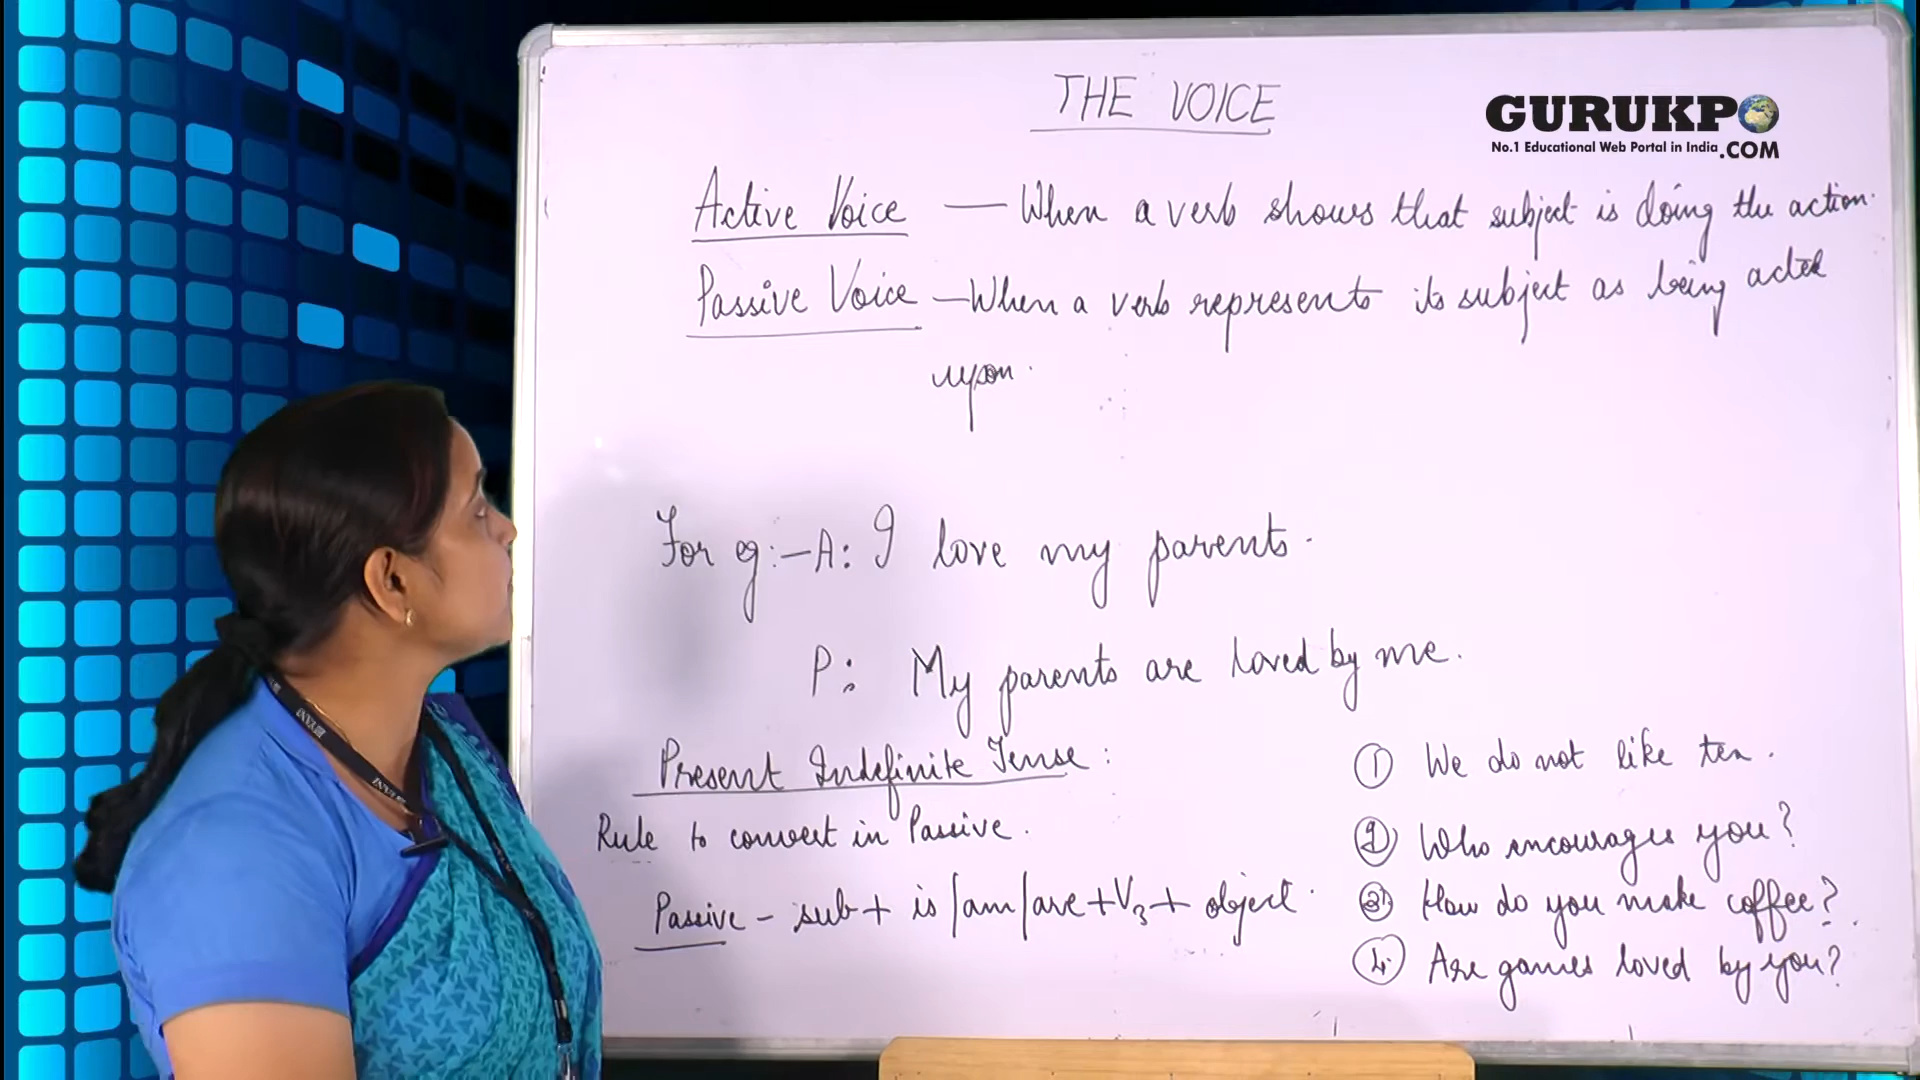 THE VOICE
GURUKPO
No.1 Educational Web Portal in India .COM
Active Voice — When a verb shows that subject is doing the action.
Passive Voice — When a verb represents its subject as being acted
upon.
For eg:- A: I love my parents.
P: My parents are loved by me.
Present Indefinite Tense:
Rule to convert in Passive.
Passive - sub + is/am/are + V3 + object.
① We do not like tea.
② Who encourages you?
③ How do you make coffee?
④ Are games loved by you?